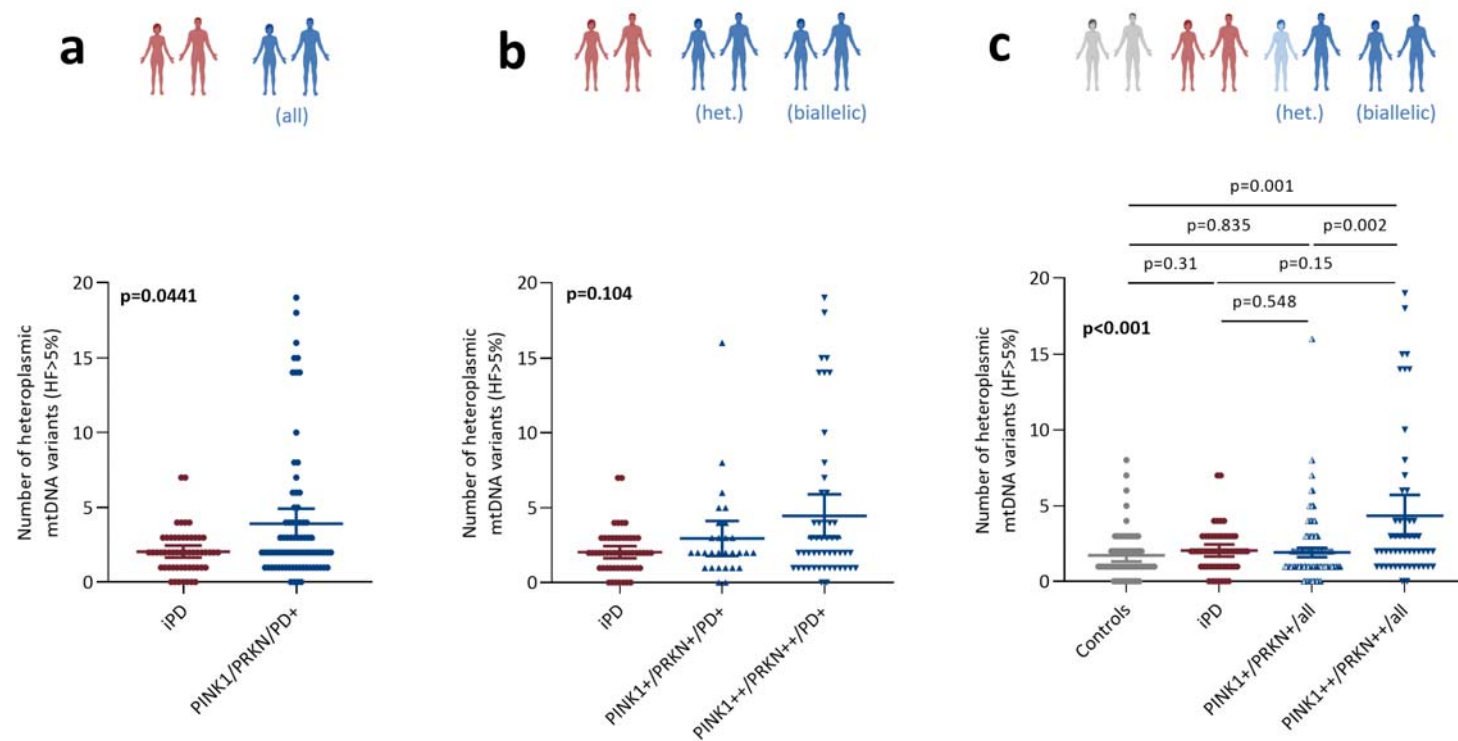 a
(all)
p=0.0441
Number of heteroplasmic
mtDNA variants (HF>5%)
20
15
10
5
0
iPD
PINK1/PRKN/PD+
b
(het.)
(biallelic)
p=0.104
Number of heteroplasmic
mtDNA variants (HF>5%)
20
15
10
5
0
iPD
PINK1+/PRKN+/PD+
PINK1++/PRKN++/PD+
c
(het.)
(biallelic)
p=0.001
p=0.835
p=0.002
p=0.31
p=0.15
p=0.548
p<0.001
Number of heteroplasmic
mtDNA variants (HF>5%)
20
15
10
5
0
Controls
iPD
PINK1+/PRKN+/all
PINK1++/PRKN++/all